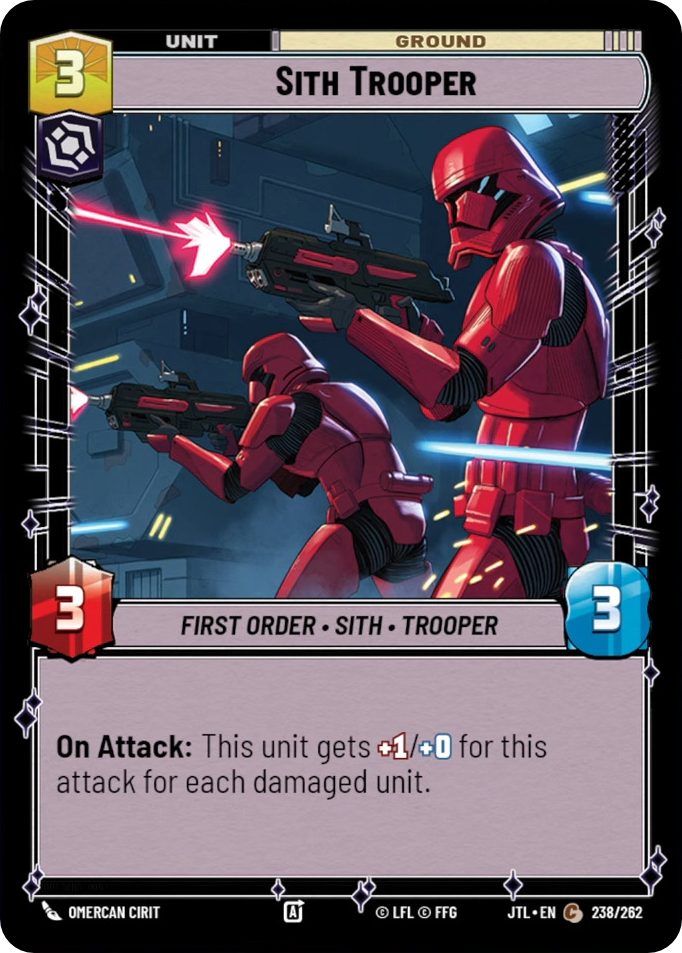 UNIT
GROUND
3
SITH TROOPER
3
FIRST ORDER • SITH • TROOPER
3
On Attack: This unit gets +1/+0 for this
attack for each damaged unit.
OMERCAN CIRIT
A
© LFL © FFG
JTL • EN
C
238/262